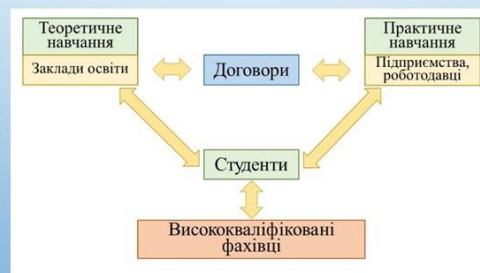 Теоретичне
навчання
Заклади освіти
Договори
Практичне
навчання
Підприємства,
роботодавці
Студенти
Висококваліфіковані
фахівці